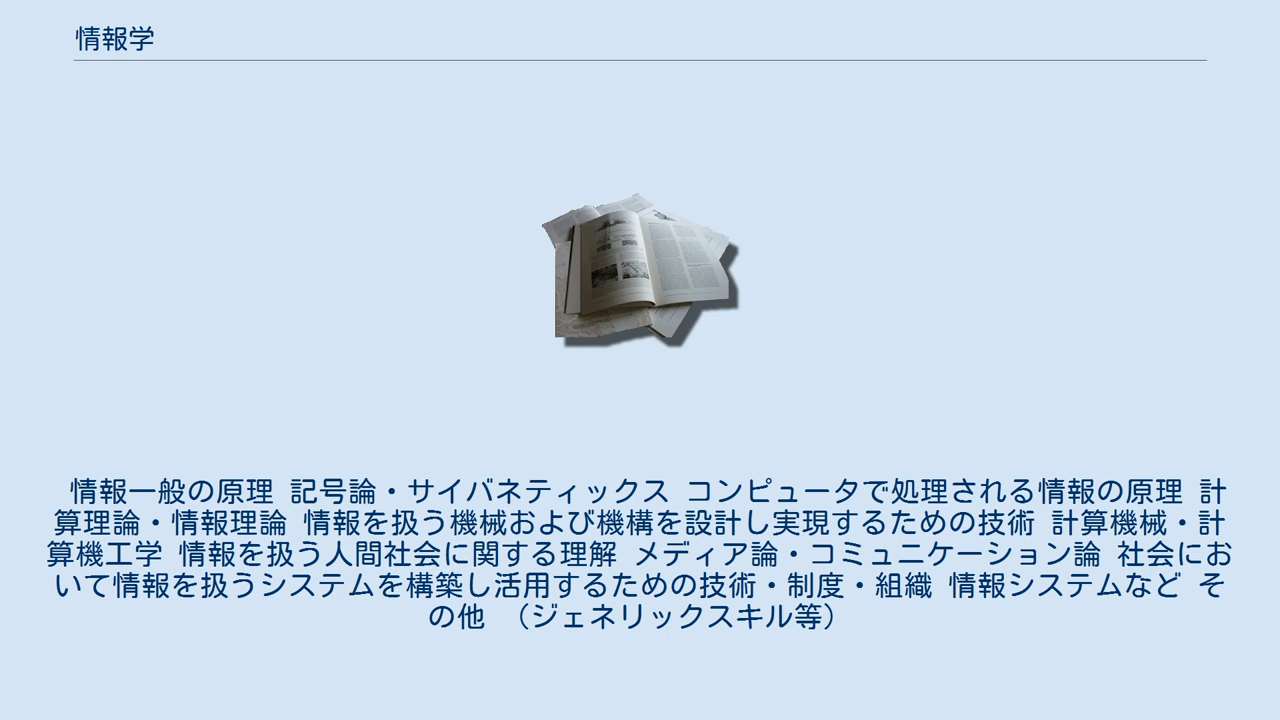 情報学
情報一般の原理 記号論・サイバネティックス コンピュータで処理される情報の原理 計
算理論・情報理論 情報を扱う機械および機構を設計し実現するための技術 計算機械・計
算機工学 情報を扱う人間社会に関する理解 メディア論・コミュニケーション論 社会にお
いて情報を扱うシステムを構築し活用するための技術・制度・組織 情報システムなど そ
の他 （ジェネリックスキル等）